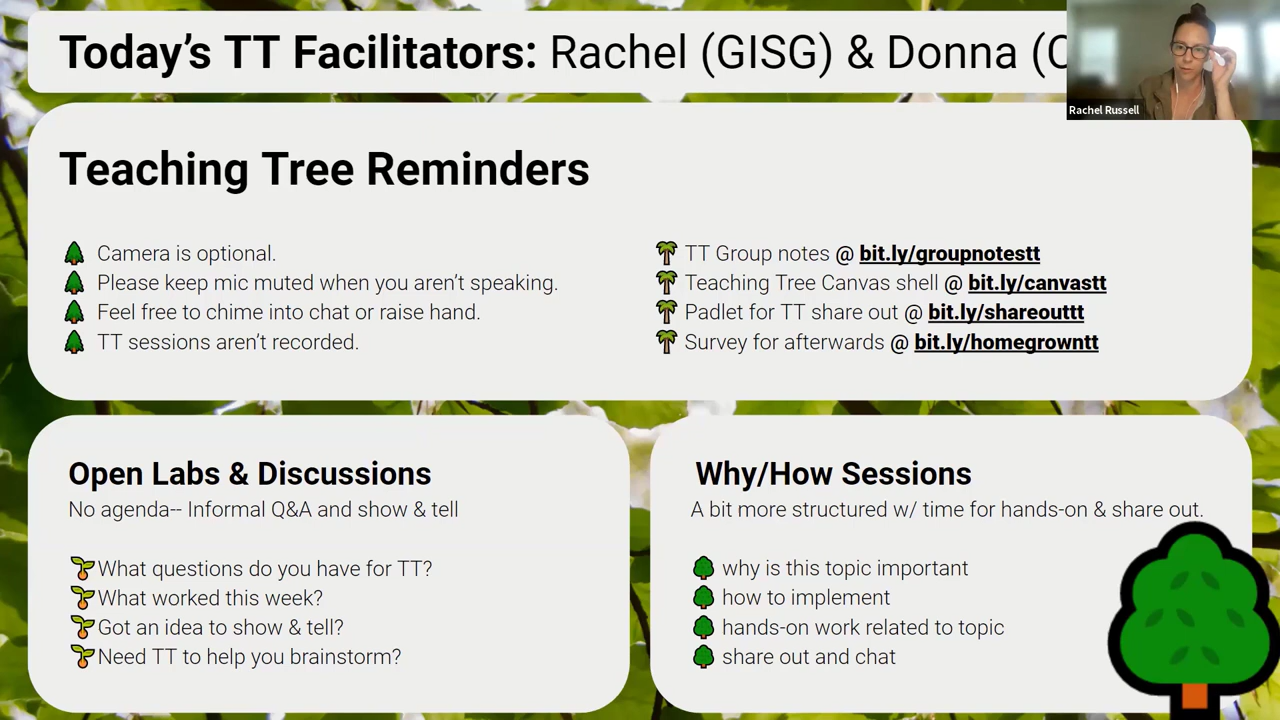 Today’s TT Facilitators: Rachel (GISG) & Donna (
Rachel Russell
Teaching Tree Reminders
Camera is optional.
Please keep mic muted when you aren’t speaking.
Feel free to chime into chat or raise hand.
TT sessions aren’t recorded.
TT Group notes @ bit.ly/groupnotestt
Teaching Tree Canvas shell @ bit.ly/canvastt
Padlet for TT share out @ bit.ly/shareouttt
Survey for afterwards @ bit.ly/homegrowntt
Open Labs & Discussions
No agenda-- Informal Q&A and show & tell
What questions do you have for TT?
What worked this week?
Got an idea to show & tell?
Need TT to help you brainstorm?
Why/How Sessions
A bit more structured w/ time for hands-on & share out.
why is this topic important
how to implement
hands-on work related to topic
share out and chat